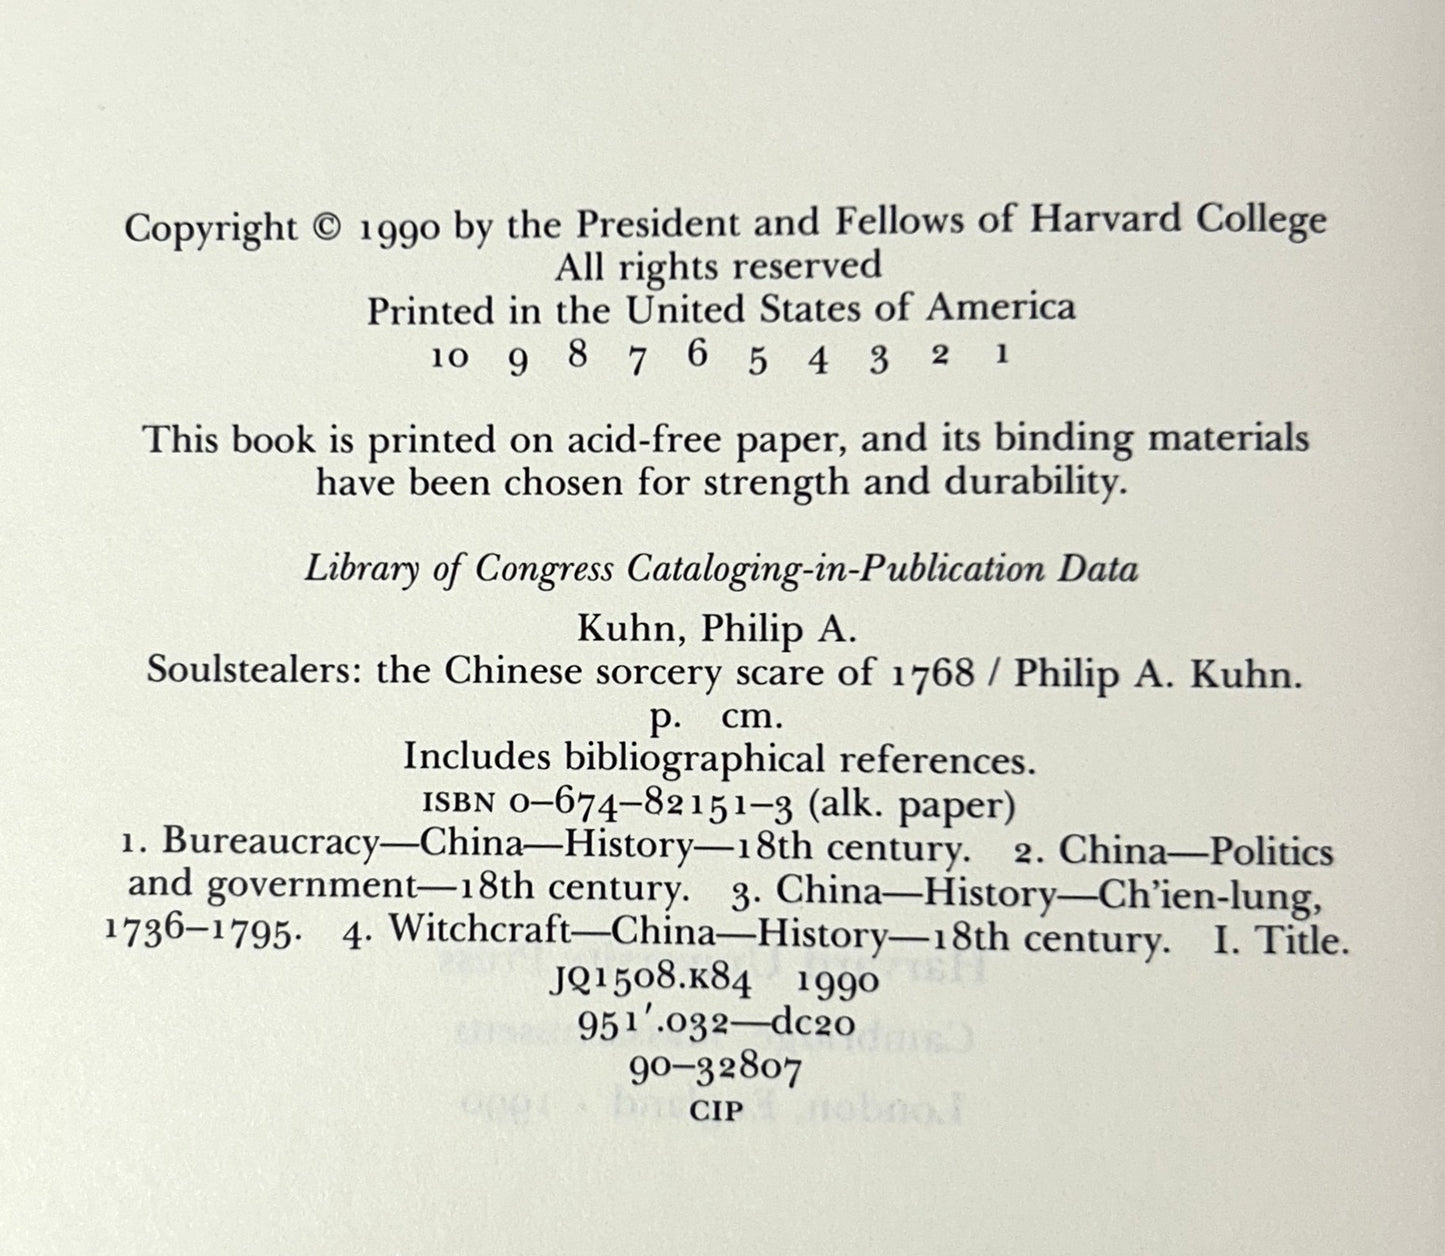 Copyright © 1990 by the President and Fellows of Harvard College
All rights reserved
Printed in the United States of America
10 9 8 7 6 5 4 3 2 1
This book is printed on acid-free paper, and its binding materials
have been chosen for strength and durability.
Library of Congress Cataloging-in-Publication Data
Kuhn, Philip A.
Soulstealers: the Chinese sorcery scare of 1768 / Philip A. Kuhn.
p. cm.
Includes bibliographical references.
ISBN 0–674–82151–3 (alk. paper)
1. Bureaucracy—China—History—18th century. 2. China—Politics
and government—18th century. 3. China—History—Ch’ien-lung,
1736–1795. 4. Witchcraft—China—History—18th century. I. Title.
JQ1508.K84 1990
951′.032—dc20
90–32807
CIP